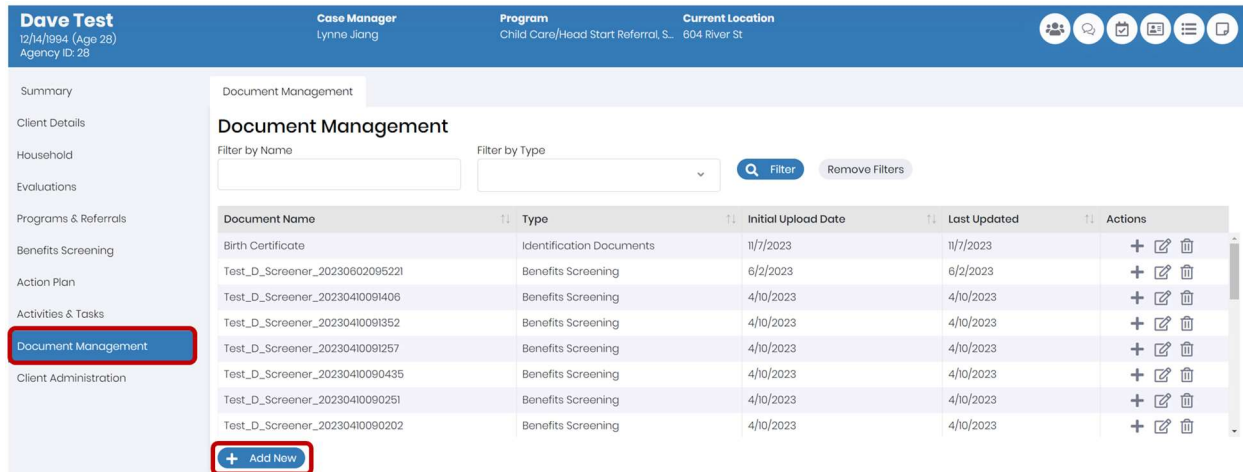 Dave Test
12/14/1994 (Age 28)
Agency ID: 28
Case Manager
Lynne Jiang
Program
Child Care/Head Start Referral, S...
Current Location
604 River St
Summary
Client Details
Household
Evaluations
Programs & Referrals
Benefits Screening
Action Plan
Activities & Tasks
Document Management
Client Administration
Document Management
Document Management
Filter by Name Filter by Type
Filter Remove Filters
Document Name Type Initial Upload Date Last Updated Actions
Birth Certificate Identification Documents 11/7/2023 11/7/2023
Test_D_Screener_20230602095221 Benefits Screening 6/2/2023 6/2/2023
Test_D_Screener_20230410091406 Benefits Screening 4/10/2023 4/10/2023
Test_D_Screener_20230410091352 Benefits Screening 4/10/2023 4/10/2023
Test_D_Screener_20230410091257 Benefits Screening 4/10/2023 4/10/2023
Test_D_Screener_20230410090435 Benefits Screening 4/10/2023 4/10/2023
Test_D_Screener_20230410090251 Benefits Screening 4/10/2023 4/10/2023
Test_D_Screener_20230410090202 Benefits Screening 4/10/2023 4/10/2023
+ Add New